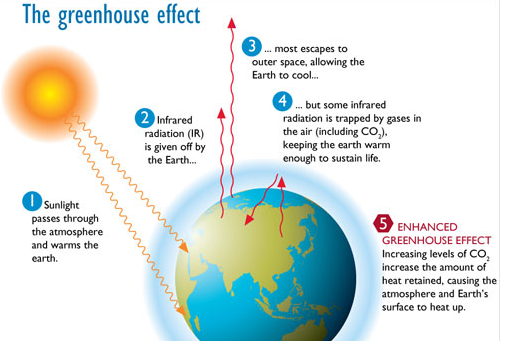 The greenhouse effect
1 Sunlight
passes through
the atmosphere
and warms the
earth.
2 Infrared
radiation (IR)
is given off by
the Earth...
3 ... most escapes to
outer space, allowing the
Earth to cool...
4 ... but some infrared
radiation is trapped by gases in
the air (including CO₂),
keeping the earth warm
enough to sustain life.
5 ENHANCED
GREENHOUSE EFFECT
Increasing levels of CO₂
increase the amount of
heat retained, causing the
atmosphere and Earth's
surface to heat up.